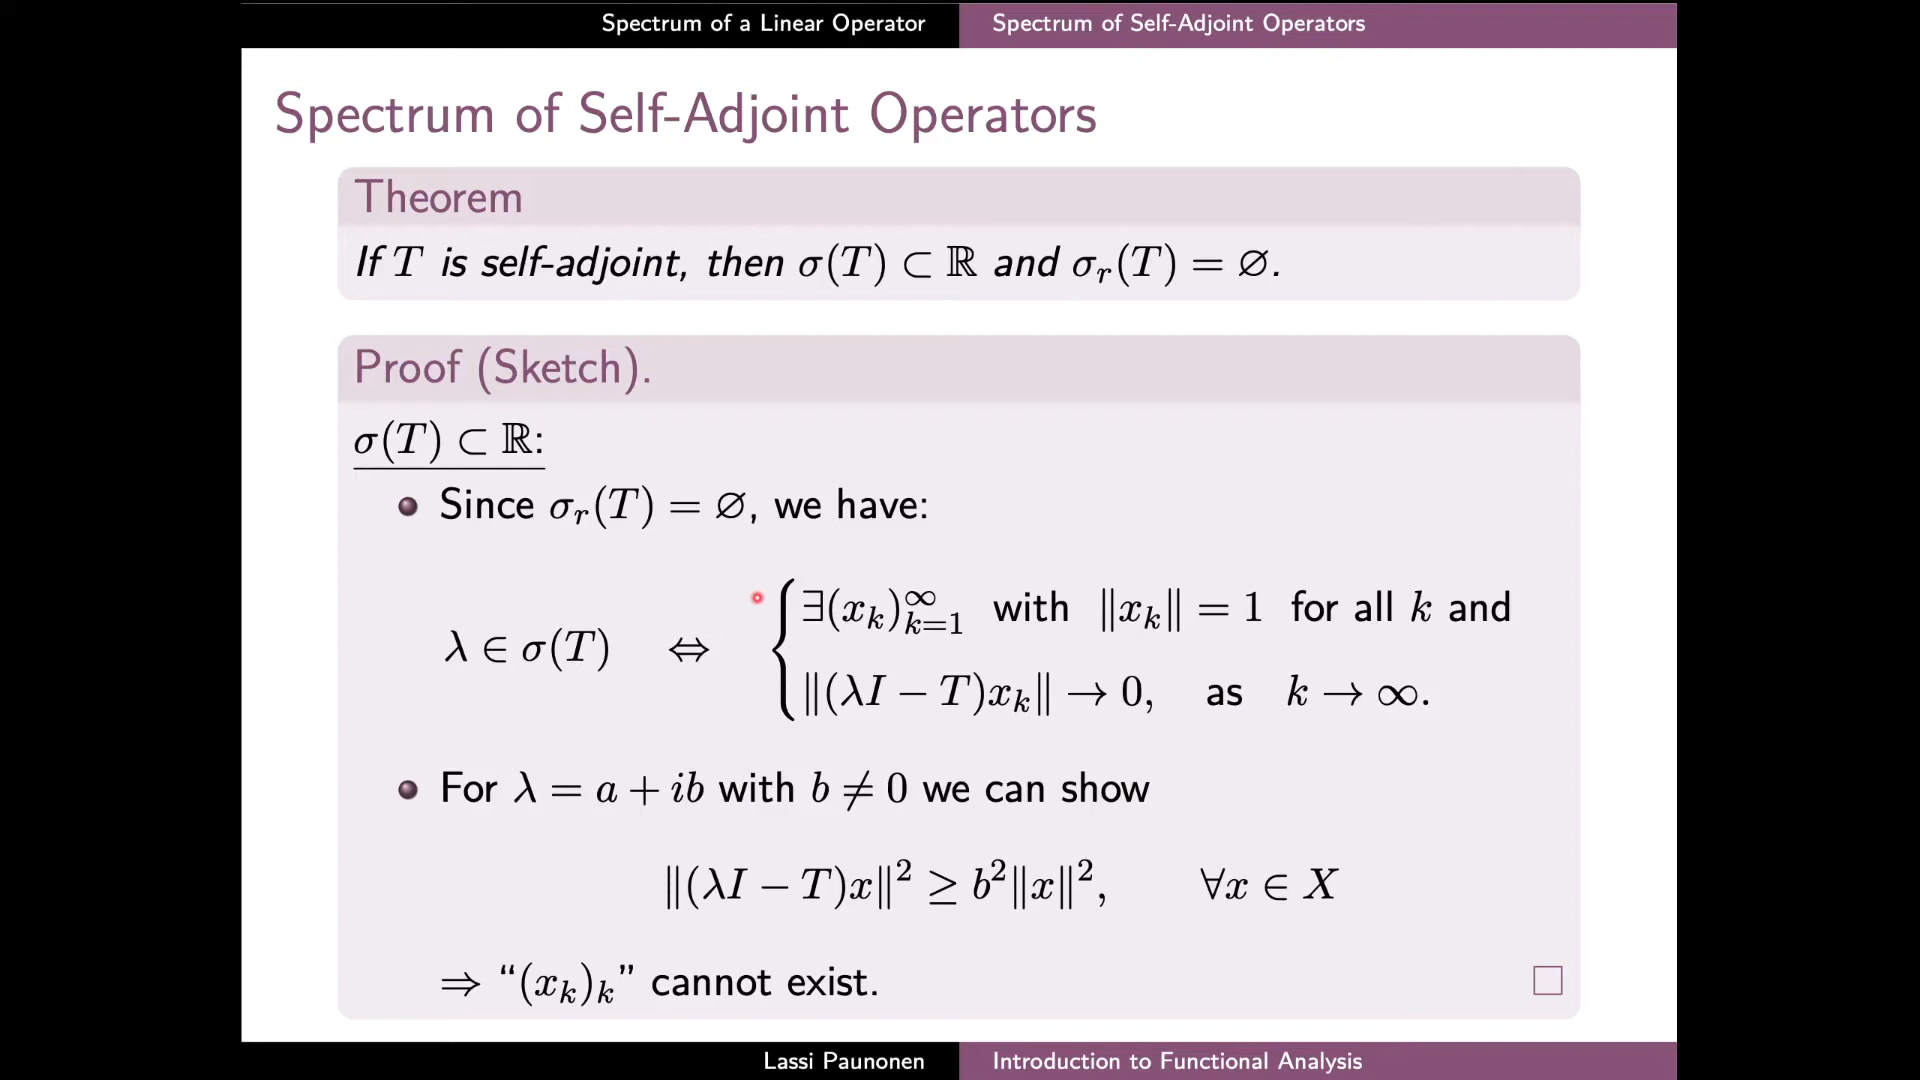 Spectrum of a Linear Operator
Spectrum of Self-Adjoint Operators
Spectrum of Self-Adjoint Operators
Theorem
If T is self-adjoint, then σ(T) ⊂ ℝ and σ_r(T) = ∅.
Proof (Sketch).
σ(T) ⊂ ℝ:
Since σ_r(T) = ∅, we have:
∃(x_k)_{k=1}^∞ with ‖x_k‖ = 1 for all k and
λ ∈ σ(T) ⇔
‖(λI − T)x_k‖ → 0, as k → ∞.
For λ = a + ib with b ≠ 0 we can show
‖(λI − T)x‖² ≥ b²‖x‖², ∀x ∈ X
⇒ “(x_k)_k” cannot exist. □
Lassi Paunonen
Introduction to Functional Analysis